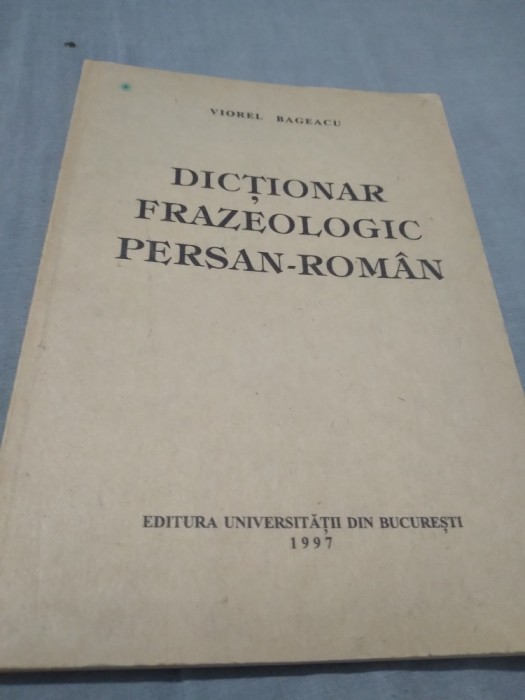 VIOREL BAGEACU
DICȚIONAR
FRAZEOLOGIC
PERSAN-ROMÂN
EDITURA UNIVERSITĂȚII DIN BUCUREȘTI
1997